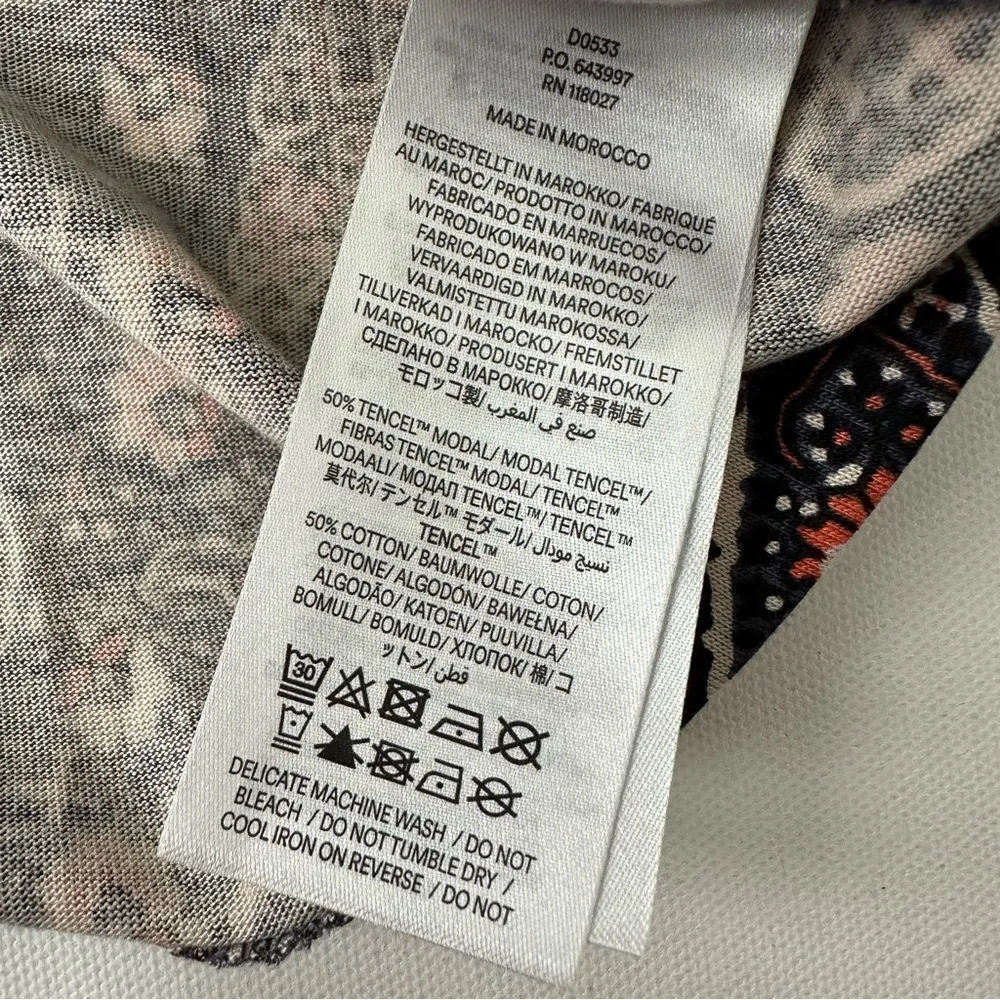 D0533
P.O. 643997
RN 118027
MADE IN MOROCCO
HERGESTELLT IN MAROKKO/ FABRIQUÉ
AU MAROC/ PRODOTTO IN MAROCCO/
FABRICADO EN MARRUECOS/
WYPRODUKOWANO W MAROKU/
FABRICADO EM MARROCOS/
VERVAARDIGD IN MAROKKO/
VALMISTETTU MAROKOSSA/
TILLVERKAD I MAROCKO/ FREMSTILLET
I MAROKKO/ PRODUSERT I MAROKKO/
СДЕЛАНО В МАРОККО/ 摩洛哥制造/
モロッコ製/ صنع في المغرب
50% TENCEL™ MODAL/ MODAL TENCEL™/
FIBRAS TENCEL™ MODAL/ TENCEL™
MODAALI/ МОДАЛ TENCEL™/ TENCEL™
莫代尔/ テンセル™ モダール/ نسيج مودال
TENCEL™
50% COTTON/ BAUMWOLLE/ COTON/
COTONE/ ALGODÓN/ BAWEŁNA/
ALGODÃO/ KATOEN/ PUUVILLA/
BOMULL/ BOMULD/ ХЛОПОК/ 棉/ コ
ットン/ قطن
30
DELICATE MACHINE WASH / DO NOT
BLEACH / DO NOT TUMBLE DRY /
COOL IRON ON REVERSE / DO NOT